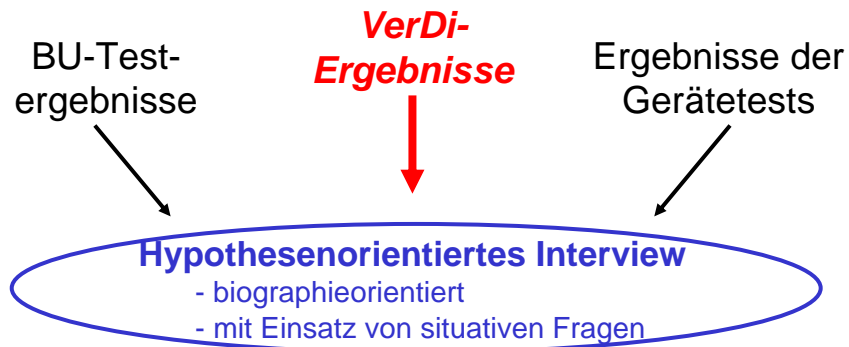 BU-Test-
ergebnisse
VerDi-
Ergebnisse
Ergebnisse der
Gerätetests
Hypothesenorientiertes Interview
- biographieorientiert
- mit Einsatz von situativen Fragen